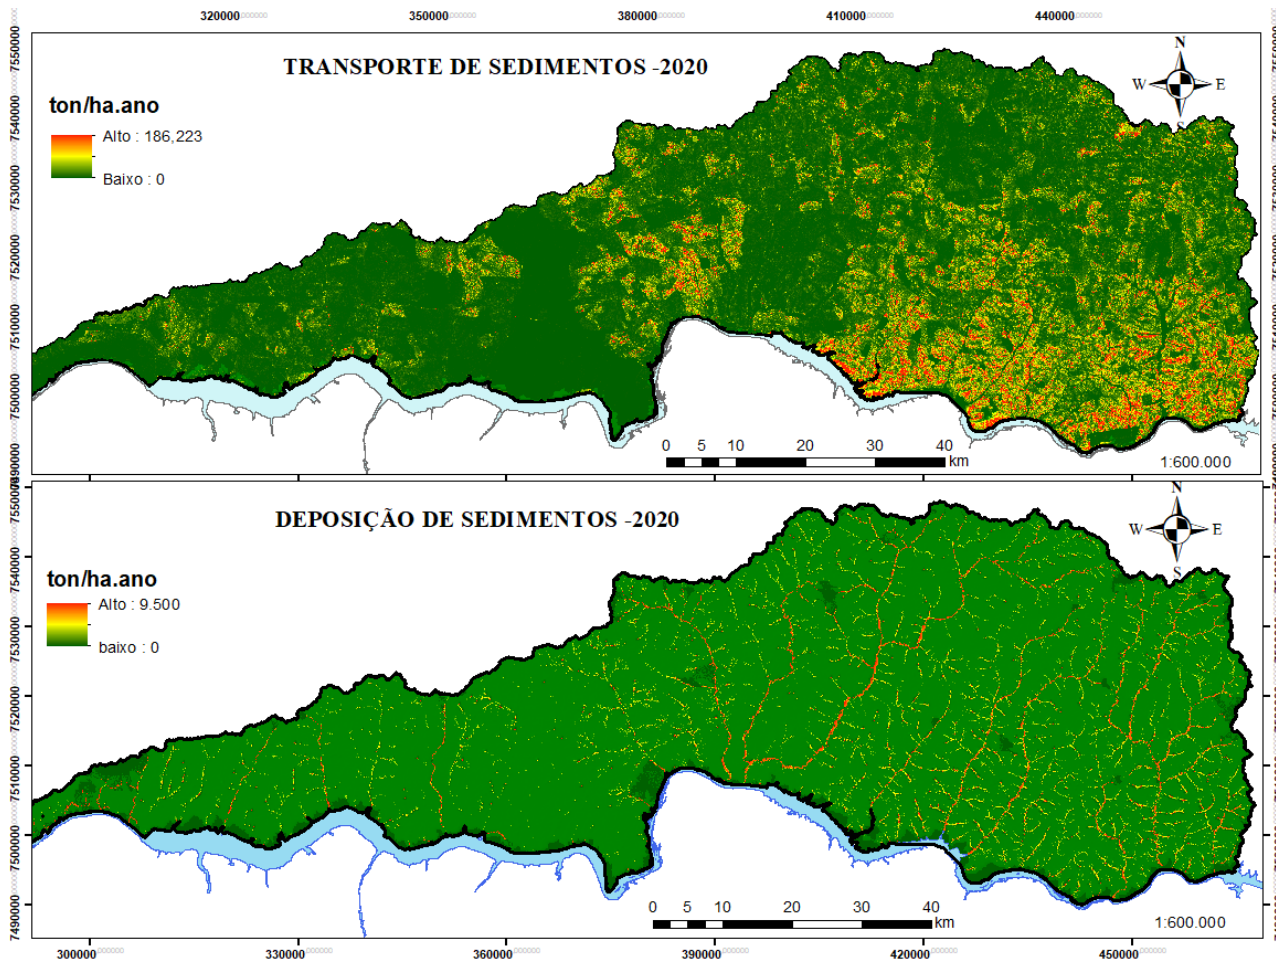 320000 350000 380000 410000 440000
TRANSPORTE DE SEDIMENTOS -2020
N
W E
S
ton/ha.ano
Alto : 186,223
Baixo : 0
7550000
7540000
7530000
7520000
7510000
7500000
0 5 10 20 30 40
km
1:600.000
DEPOSIÇÃO DE SEDIMENTOS -2020
N
W E
S
ton/ha.ano
Alto : 9.500
baixo : 0
7540000
7530000
7520000
7510000
7500000
7490000
0 5 10 20 30 40
km
1:600.000
300000 330000 360000 390000 420000 450000